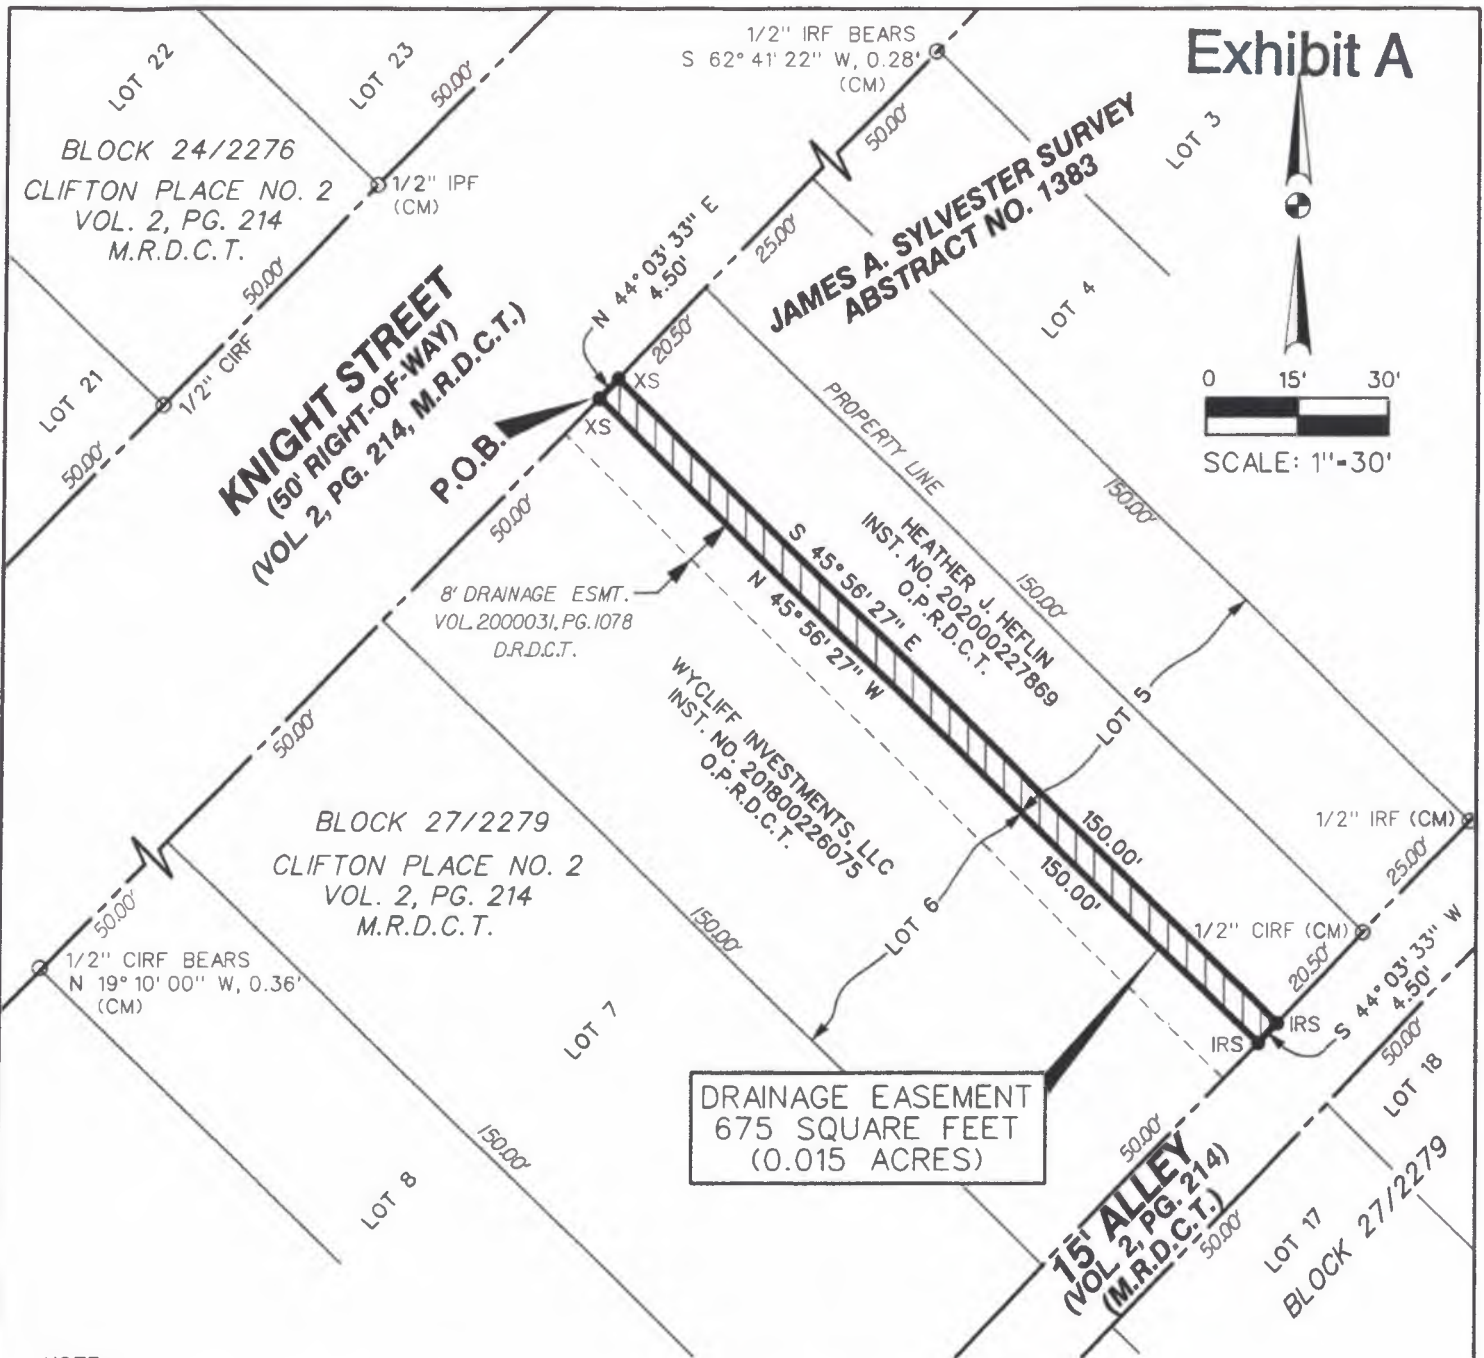 Exhibit A
LOT 22
LOT 23
50.00'
1/2" IRF BEARS
S 62° 41' 22" W, 0.28'
(CM)
50.00'
LOT 3
BLOCK 24/2276
CLIFTON PLACE NO. 2
VOL. 2, PG. 214
M.R.D.C.T.
1/2" IPF
(CM)
JAMES A. SYLVESTER SURVEY
ABSTRACT NO. 1383
N 44° 03' 33" E
4.50'
25.00'
50.00'
LOT 4
LOT 21
1/2" CIRF
50.00'
KNIGHT STREET
(50' RIGHT-OF-WAY)
(VOL. 2, PG. 214, M.R.D.C.T.)
20.50'
XS
XS
P.O.B.
0 15' 30'
SCALE: 1"=30'
PROPERTY LINE
150.00'
50.00'
8' DRAINAGE ESMT.
VOL.2000031, PG.1078
D.R.D.C.T.
S 45° 56' 27" E
N 45° 56' 27" W
HEATHER J. HEFLIN
INST. NO. 202000227869
O.P.R.D.C.T.
150.00'
LOT 5
WYCLIFF INVESTMENTS, LLC
INST. NO. 201800226075
O.P.R.D.C.T.
50.00'
BLOCK 27/2279
CLIFTON PLACE NO. 2
VOL. 2, PG. 214
M.R.D.C.T.
150.00'
150.00'
1/2" IRF (CM)
25.00'
50.00'
150.00'
LOT 6
1/2" CIRF (CM)
20.50'
S 44° 03' 33" W
4.50'
1/2" CIRF BEARS
N 19° 10' 00" W, 0.36'
(CM)
LOT 7
IRS
IRS
50.00'
LOT 18
DRAINAGE EASEMENT
675 SQUARE FEET
(0.015 ACRES)
150.00'
LOT 8
50.00'
15' ALLEY
(VOL. 2, PG. 214)
(M.R.D.C.T.)
50.00'
LOT 17
BLOCK 27/2279